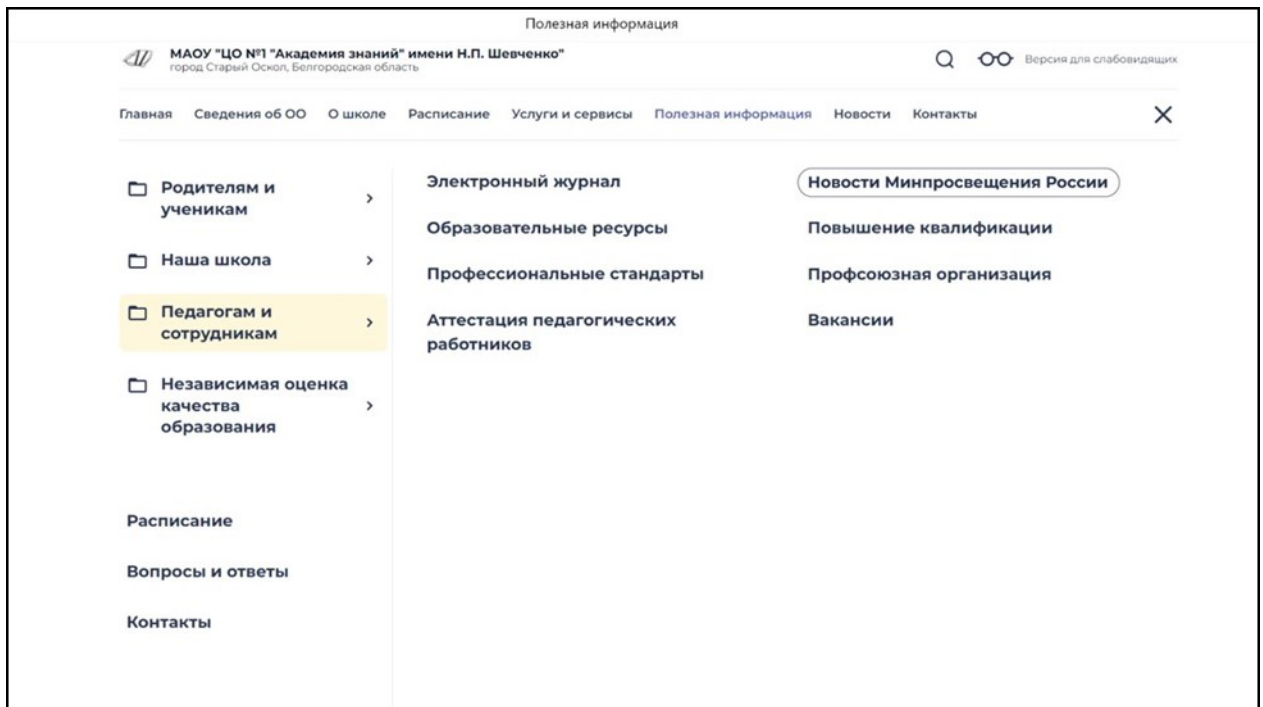 Полезная информация
МАОУ "ЦО №1 "Академия знаний" имени Н.П. Шевченко"
город Старый Оскол, Белгородская область
Версия для слабовидящих
Главная Сведения об ОО О школе Расписание Услуги и сервисы Полезная информация Новости Контакты
Родителям и
ученикам
Наша школа
Педагогам и
сотрудникам
Независимая оценка
качества
образования
Расписание
Вопросы и ответы
Контакты
Электронный журнал
Образовательные ресурсы
Профессиональные стандарты
Аттестация педагогических
работников
Новости Минпросвещения России
Повышение квалификации
Профсоюзная организация
Вакансии